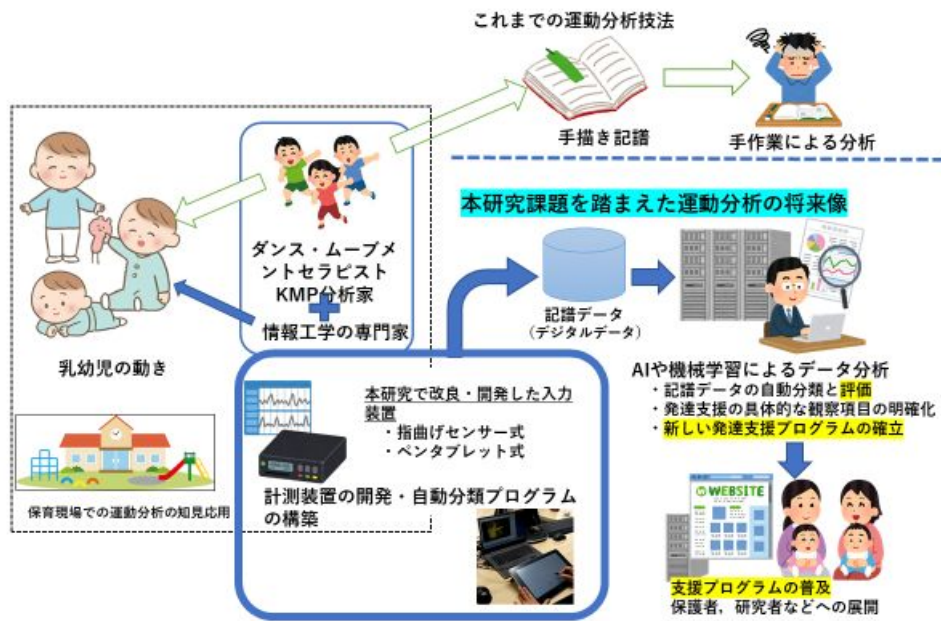 これまでの運動分析技法
手描き記譜
手作業による分析
本研究課題を踏まえた運動分析の将来像
ダンス・ムーブメ
ントセラピスト
KMP分析家
情報工学の専門家
乳幼児の動き
保育現場での運動分析の知見応用
本研究で改良・開発した入力
装置
・指曲げセンサー式
・ペンタブレット式
計測装置の開発・自動分類プログラム
の構築
記譜データ
(デジタルデータ)
AIや機械学習によるデータ分析
・記譜データの自動分類と評価
・発達支援の具体的な観察項目の明確化
・新しい発達支援プログラムの確立
WEBSITE
支援プログラムの普及
保護者，研究者などへの展開